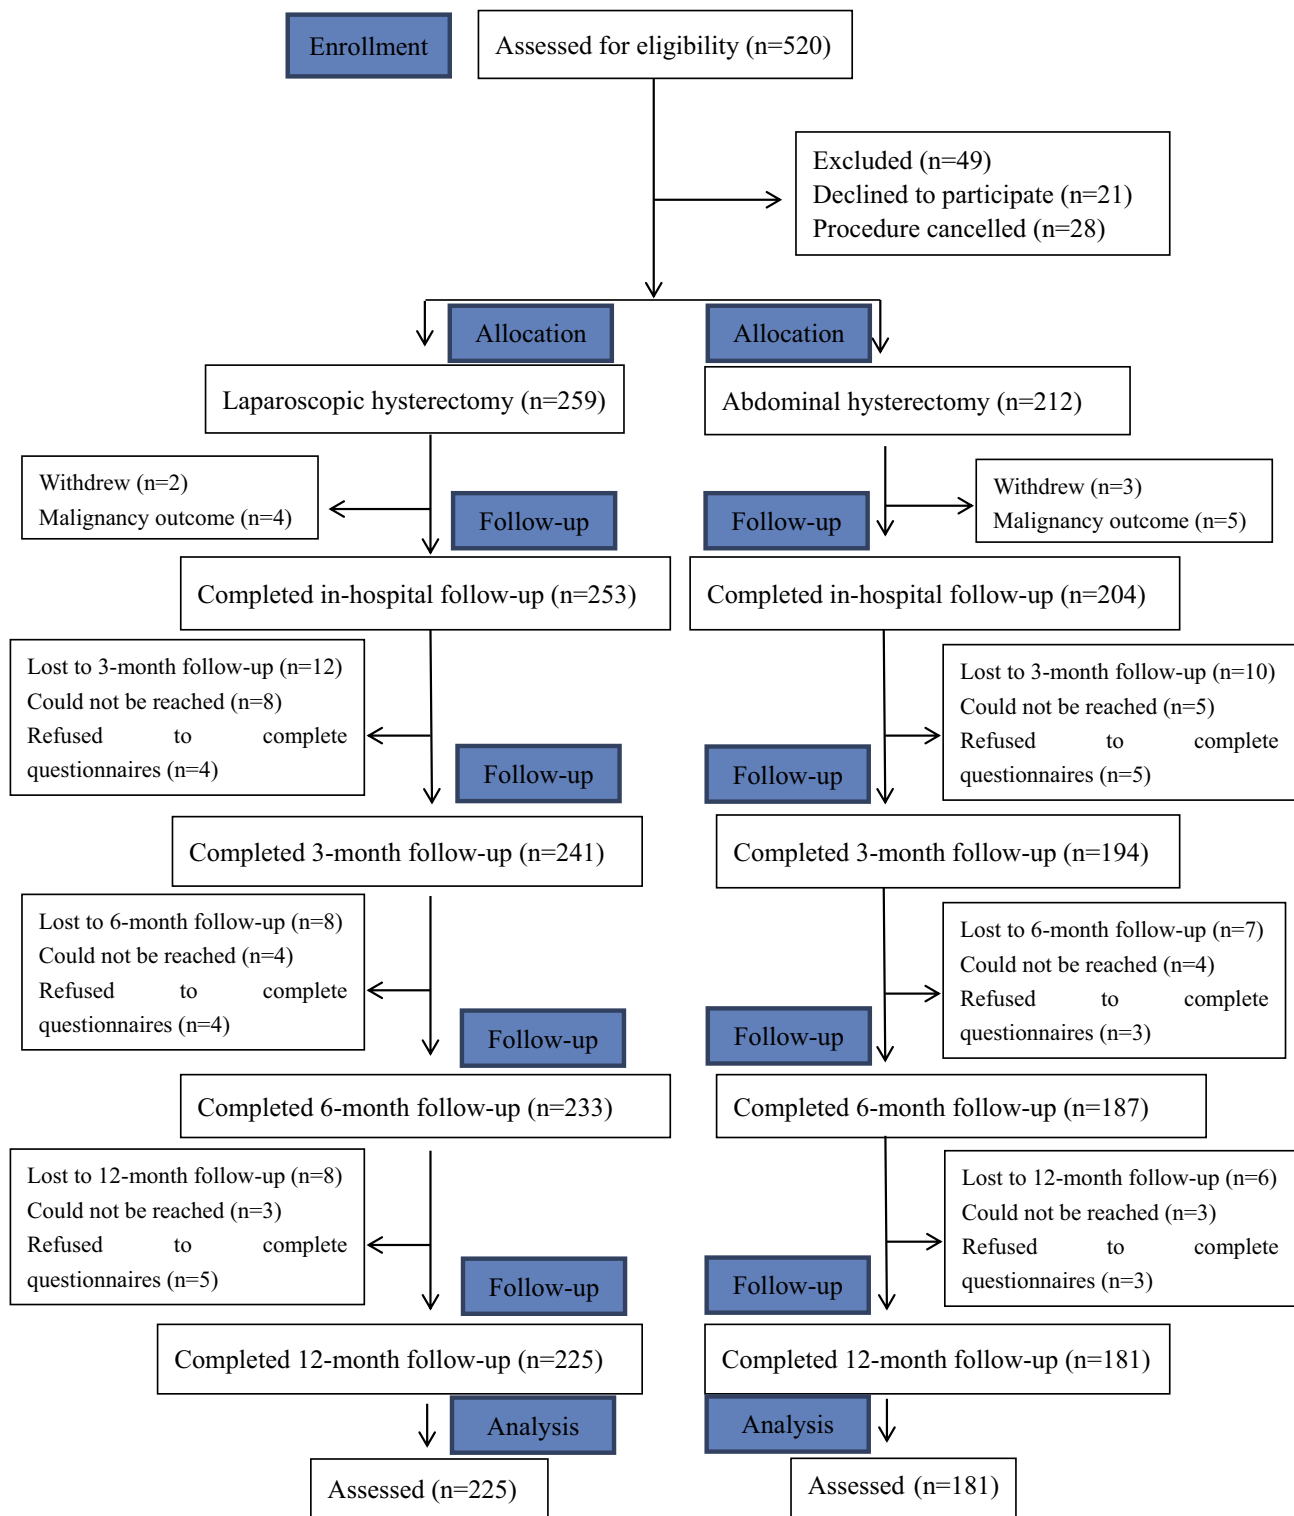 Enrollment
Assessed for eligibility (n=520)
Excluded (n=49)
Declined to participate (n=21)
Procedure cancelled (n=28)
Allocation
Allocation
Laparoscopic hysterectomy (n=259)
Abdominal hysterectomy (n=212)
Withdrew (n=2)
Malignancy outcome (n=4)
Withdrew (n=3)
Malignancy outcome (n=5)
Follow-up
Follow-up
Completed in-hospital follow-up (n=253)
Completed in-hospital follow-up (n=204)
Lost to 3-month follow-up (n=12)
Could not be reached (n=8)
Refused to complete
questionnaires (n=4)
Lost to 3-month follow-up (n=10)
Could not be reached (n=5)
Refused to complete
questionnaires (n=5)
Follow-up
Follow-up
Completed 3-month follow-up (n=241)
Completed 3-month follow-up (n=194)
Lost to 6-month follow-up (n=8)
Could not be reached (n=4)
Refused to complete
questionnaires (n=4)
Lost to 6-month follow-up (n=7)
Could not be reached (n=4)
Refused to complete
questionnaires (n=3)
Follow-up
Follow-up
Completed 6-month follow-up (n=233)
Completed 6-month follow-up (n=187)
Lost to 12-month follow-up (n=8)
Could not be reached (n=3)
Refused to complete
questionnaires (n=5)
Lost to 12-month follow-up (n=6)
Could not be reached (n=3)
Refused to complete
questionnaires (n=3)
Follow-up
Follow-up
Completed 12-month follow-up (n=225)
Completed 12-month follow-up (n=181)
Analysis
Analysis
Assessed (n=225)
Assessed (n=181)